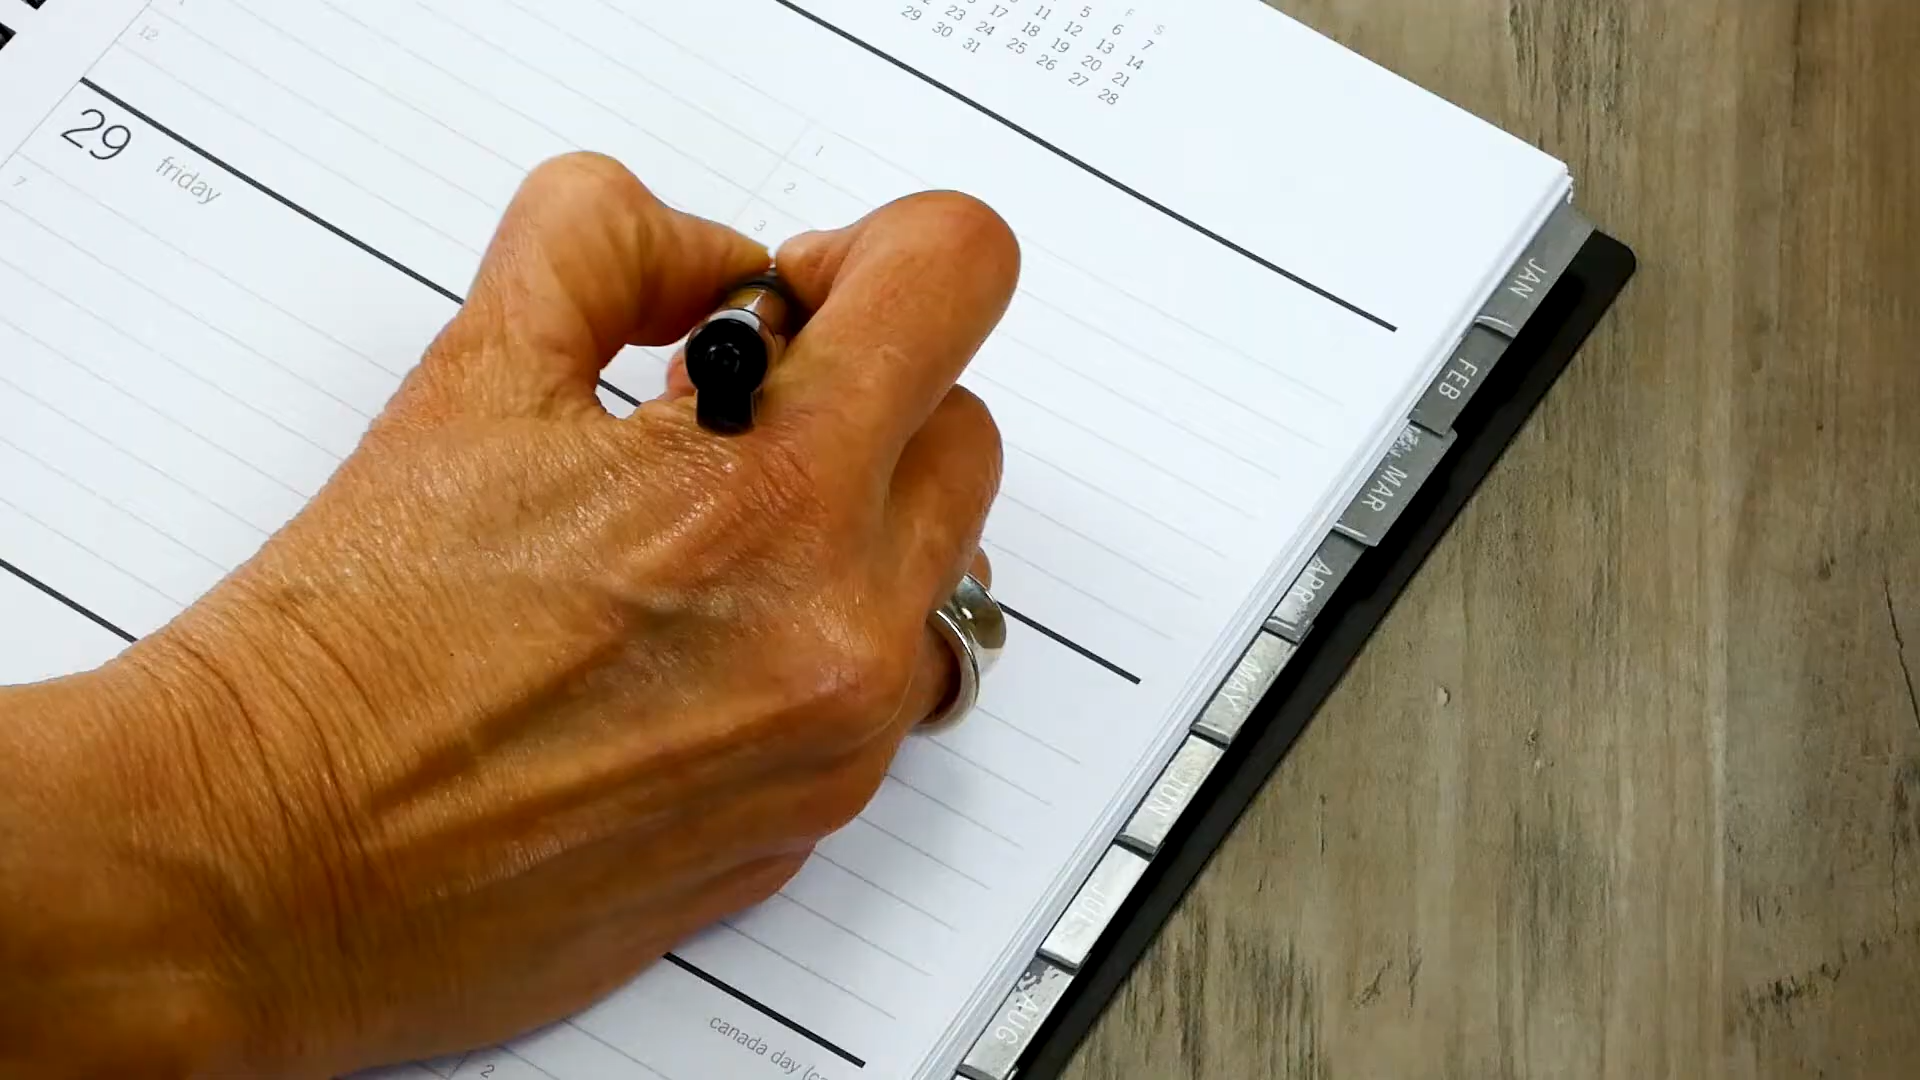 5 F S
11 6 7
17 12 13 14
23 18 19 20 21
29 24 25 26 27 28
30 31
12
29 friday
7
1
2
3
canada day (ca
2
JAN
FEB
MAR
APR
MAY
JUN
JUL
AUG